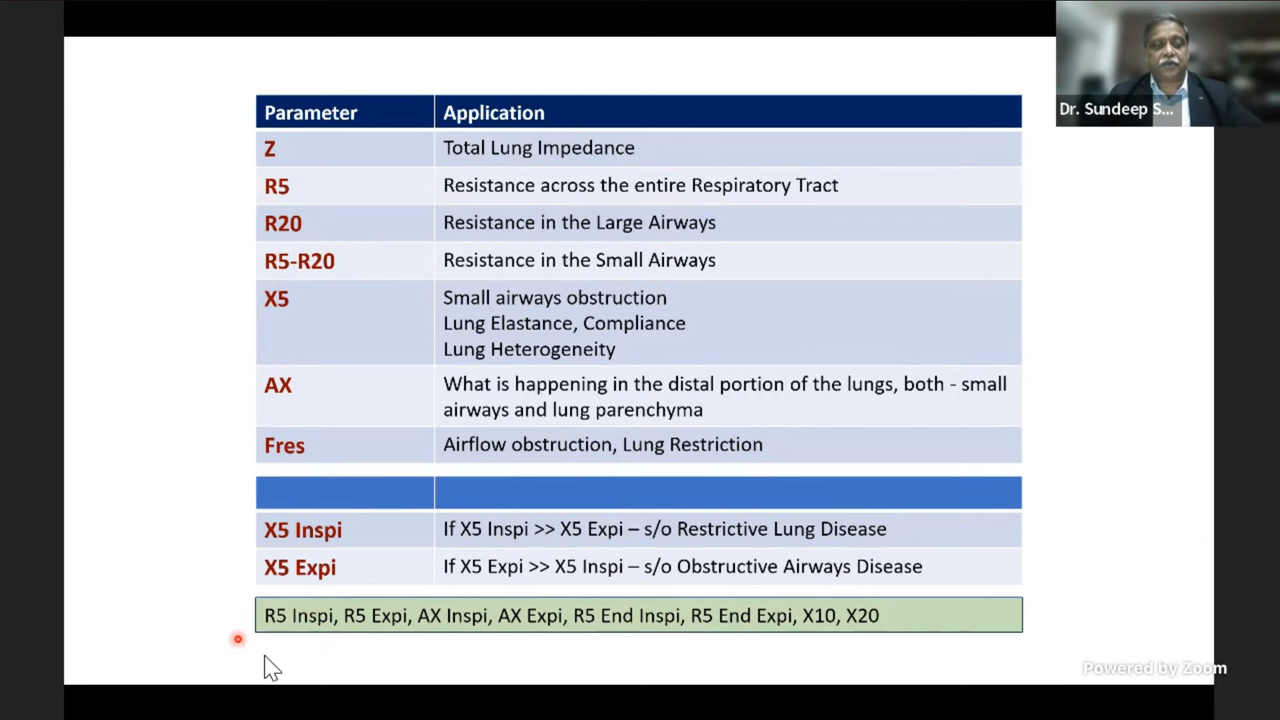 Dr. Sundeep S...
Parameter Application
Z Total Lung Impedance
R5 Resistance across the entire Respiratory Tract
R20 Resistance in the Large Airways
R5-R20 Resistance in the Small Airways
X5 Small airways obstruction
Lung Elastance, Compliance
Lung Heterogeneity
AX What is happening in the distal portion of the lungs, both - small
airways and lung parenchyma
Fres Airflow obstruction, Lung Restriction
X5 Inspi If X5 Inspi >> X5 Expi – s/o Restrictive Lung Disease
X5 Expi If X5 Expi >> X5 Inspi – s/o Obstructive Airways Disease
R5 Inspi, R5 Expi, AX Inspi, AX Expi, R5 End Inspi, R5 End Expi, X10, X20
Powered by Zoom